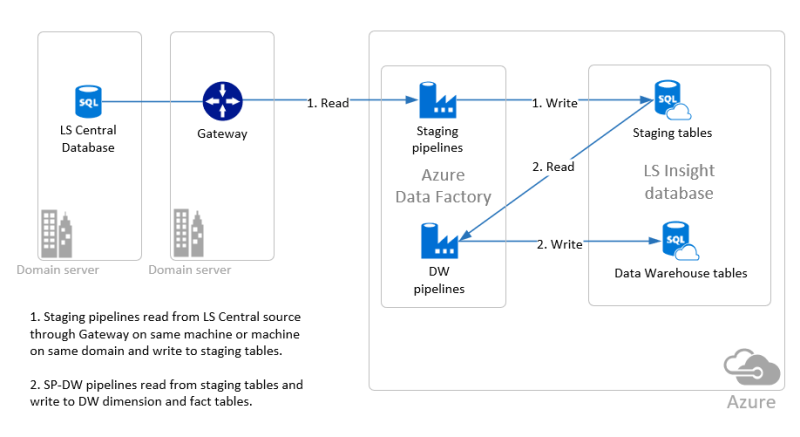 SQL
LS Central
Database
Gateway
1. Read
Staging
pipelines
1. Write
SQL
Staging tables
2. Read
Azure
Data Factory
LS Insight
database
DW
pipelines
2. Write
SQL
Data Warehouse tables
Domain server
Domain server
1. Staging pipelines read from LS Central source
through Gateway on same machine or machine
on same domain and write to staging tables.
2. SP-DW pipelines read from staging tables and
write to DW dimension and fact tables.
Azure